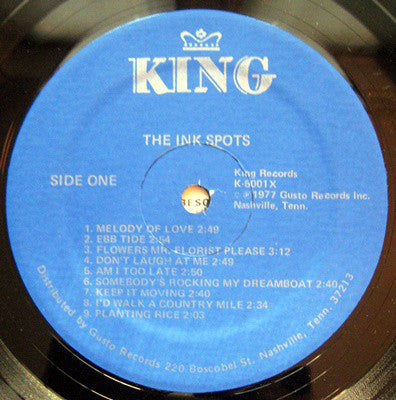 KING
THE INK SPOTS
SIDE ONE
King Records
K-5001X
℗1977 Gusto Records Inc.
Nashville, Tenn.
BESO
1. MELODY OF LOVE 2:49
2. EBB TIDE 2:54
3. FLOWERS MR. FLORIST PLEASE 3:12
4. DON'T LAUGH AT ME 2:49
5. AM I TOO LATE 2:50
6. SOMEBODY'S ROCKING MY DREAMBOAT 2:40
7. KEEP IT MOVING 2:40
8. I'D WALK A COUNTRY MILE 2:34
9. PLANTING RICE 2:03
Distributed by Gusto Records 220 Boscobel St. Nashville, Tenn. 37213